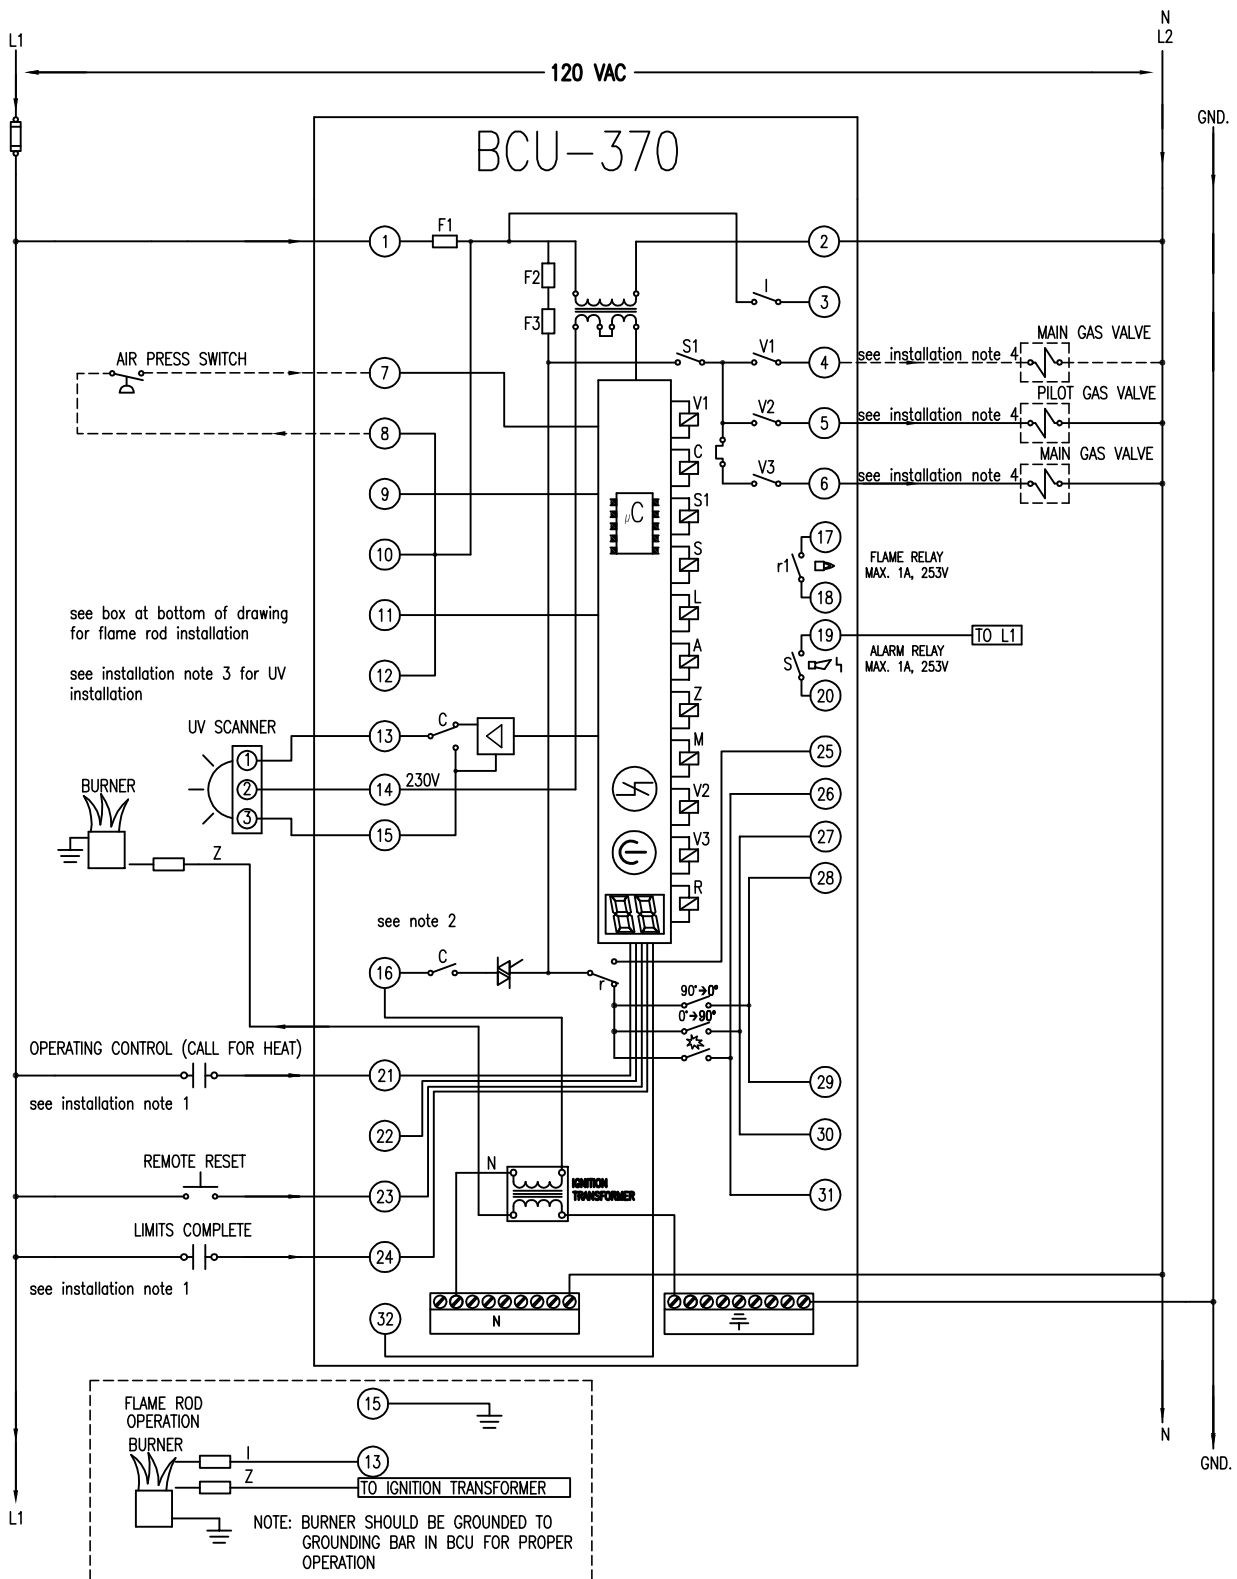 N
L1
L2
120 VAC
GND.
BCU-370
F1
1
2
F2
I
3
F3
AIR PRESS SWITCH
S1
V1
4
see installation note 4
MAIN GAS VALVE
7
V1
V2
5
see installation note 4
PILOT GAS VALVE
8
C
V3
6
see installation note 4
MAIN GAS VALVE
9
S1
µC
10
S
17
r1
FLAME RELAY
MAX. 1A, 253V
18
see box at bottom of drawing
for flame rod installation
11
L
19
TO L1
see installation note 3 for UV
installation
12
A
S
ALARM RELAY
MAX. 1A, 253V
20
UV SCANNER
13
C
Z
1
M
25
BURNER
2
14
230V
V2
26
3
15
V3
27
Z
R
28
see note 2
16
C
r
90°→0°
0°→90°
OPERATING CONTROL (CALL FOR HEAT)
21
29
see installation note 1
22
30
REMOTE RESET
N
IGNITION
TRANSFORMER
23
31
LIMITS COMPLETE
24
see installation note 1
32
N
FLAME ROD
OPERATION
15
BURNER
I
13
Z
TO IGNITION TRANSFORMER
NOTE: BURNER SHOULD BE GROUNDED TO
GROUNDING BAR IN BCU FOR PROPER
OPERATION
L1
N
GND.